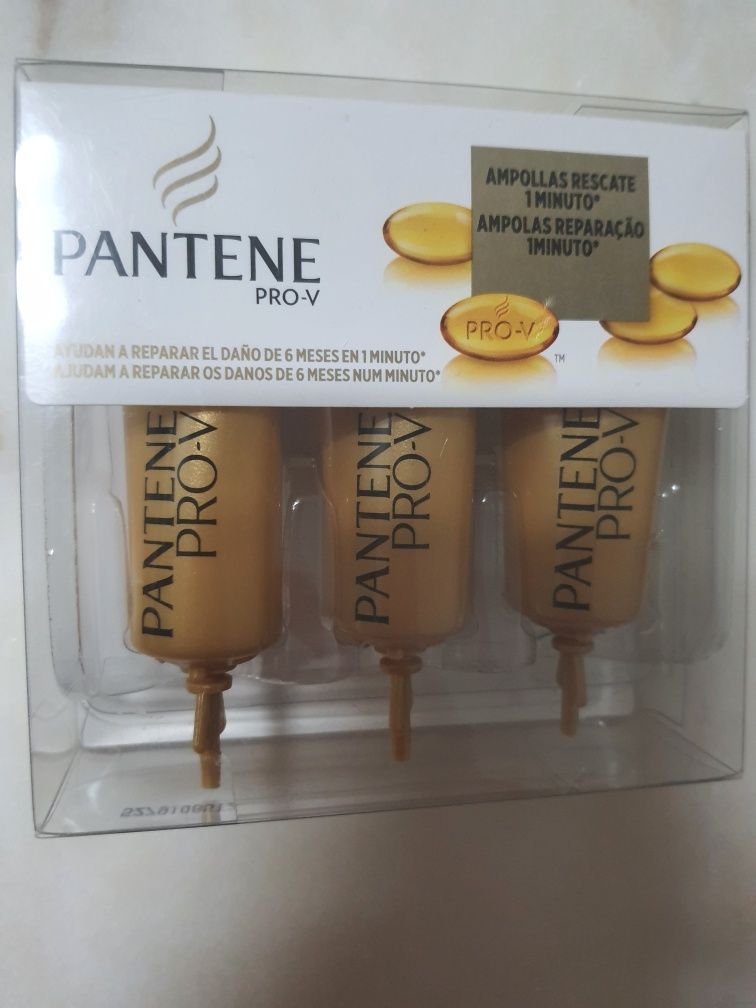 PANTENE
PRO-V
AMPOLLAS RESCATE
1 MINUTO*
AMPOLAS REPARAÇÃO
1MINUTO*
PRO-V
TM
AYUDAN A REPARAR EL DAÑO DE 6 MESES EN 1 MINUTO*
AJUDAM A REPARAR OS DANOS DE 6 MESES NUM MINUTO*
PANTENE
PRO-V
PANTENE
PRO-V
PANTENE
PRO-V